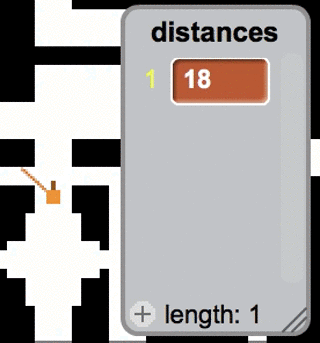 distances
1 18
+ length: 1